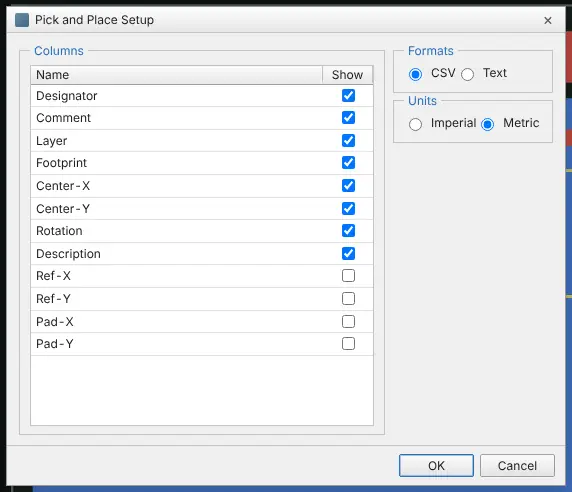 Pick and Place Setup
Columns
Name Show
Designator
Comment
Layer
Footprint
Center-X
Center-Y
Rotation
Description
Ref-X
Ref-Y
Pad-X
Pad-Y
Formats
CSV Text
Units
Imperial Metric
OK Cancel